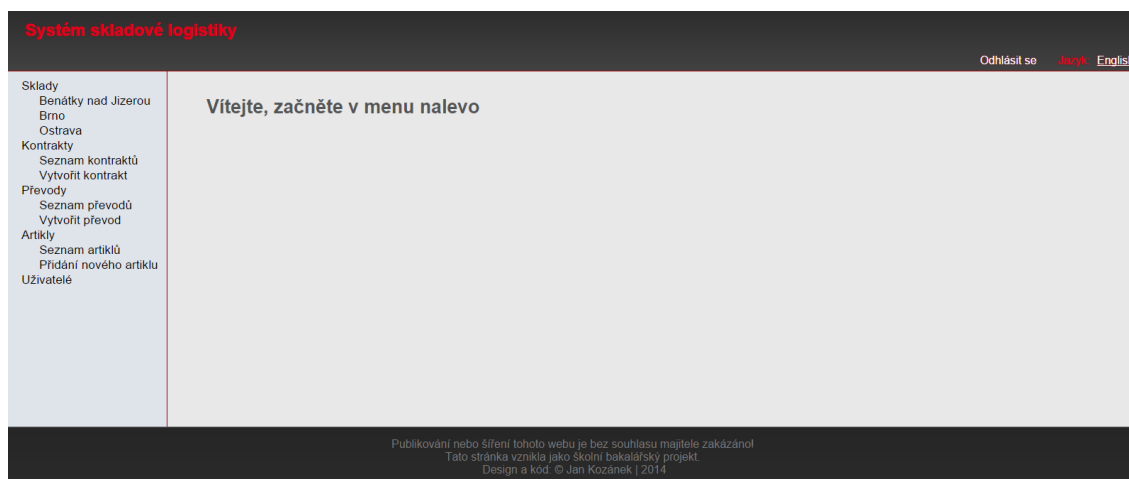 Systém skladové logistiky
Odhlásit se Jazyk: English
Sklady
Benátky nad Jizerou
Brno
Ostrava
Kontrakty
Seznam kontraktů
Vytvořit kontrakt
Převody
Seznam převodů
Vytvořit převod
Artikly
Seznam artiklů
Přidání nového artiklu
Uživatelé
Vítejte, začněte v menu nalevo
Publikování nebo šíření tohoto webu je bez souhlasu majitele zakázáno!
Tato stránka vznikla jako školní bakalářský projekt.
Design a kód: © Jan Kozánek | 2014